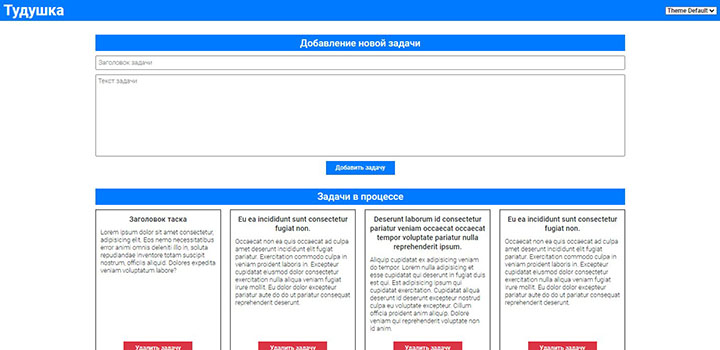 Тудушка
Theme Default
Добавление новой задачи
Заголовок задачи
Текст задачи
Добавить задачу
Задачи в процессе
Заголовок таска
Lorem ipsum dolor sit amet consectetur,
adipisicing elit. Eos nemo necessitatibus
error animi omnis deleniti illo in, soluta
repudiandae inventore totam suscipit
nostrum, officiis aliquid. Dolores expedita
veniam voluptatum labore?
Удалить задачу
Eu ea incididunt sunt consectetur
fugiat non.
Occaecat non ea quis occaecat ad culpa
amet deserunt incididunt elit fugiat
pariatur. Exercitation commodo culpa in
veniam proident laboris in. Excepteur
cupidatat eiusmod dolor consectetur
exercitation nulla ea aliquip amet fugiat
irure mollit. Eu dolor dolor excepteur
pariatur aute do do ut pariatur consequat
reprehenderit deserunt.
Удалить задачу
Deserunt laborum id consectetur
pariatur veniam occaecat occaecat
tempor voluptate pariatur nulla
reprehenderit ipsum.
Aliquip cupidatat ex adipisicing veniam
do tempor. Lorem nulla adipisicing et
esse cupidatat qui deserunt in fugiat duis
est qui. Est adipisicing ipsum qui
cupidatat exercitation. Cupidatat aliqua
deserunt id deserunt excepteur nostrud
culpa eu voluptate excepteur. Cillum
officia proident anim aliquip. Dolore
veniam qui reprehenderit voluptate non
id anim.
Удалить задачу
Eu ea incididunt sunt consectetur
fugiat non.
Occaecat non ea quis occaecat ad culpa
amet deserunt incididunt elit fugiat
pariatur. Exercitation commodo culpa in
veniam proident laboris in. Excepteur
cupidatat eiusmod dolor consectetur
exercitation nulla ea aliquip amet fugiat
irure mollit. Eu dolor dolor excepteur
pariatur aute do do ut pariatur consequat
reprehenderit deserunt.
Удалить задачу